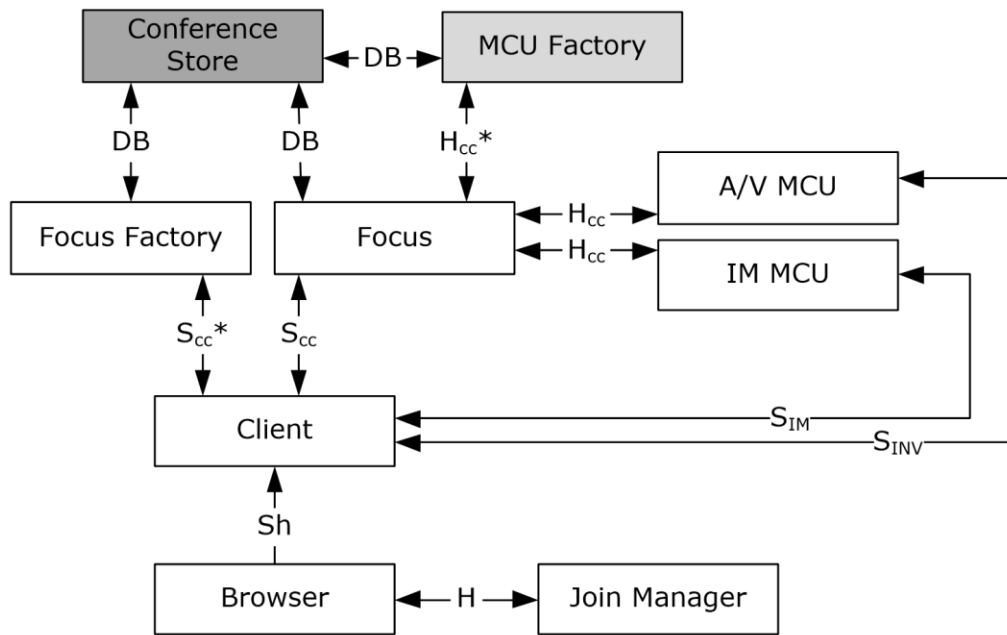 Conference
Store
DB
MCU Factory
DB
DB
Hcc*
A/V MCU
Focus Factory
Focus
Hcc
Hcc
IM MCU
Scc*
Scc
Client
SIM
SINV
Sh
Browser
H
Join Manager